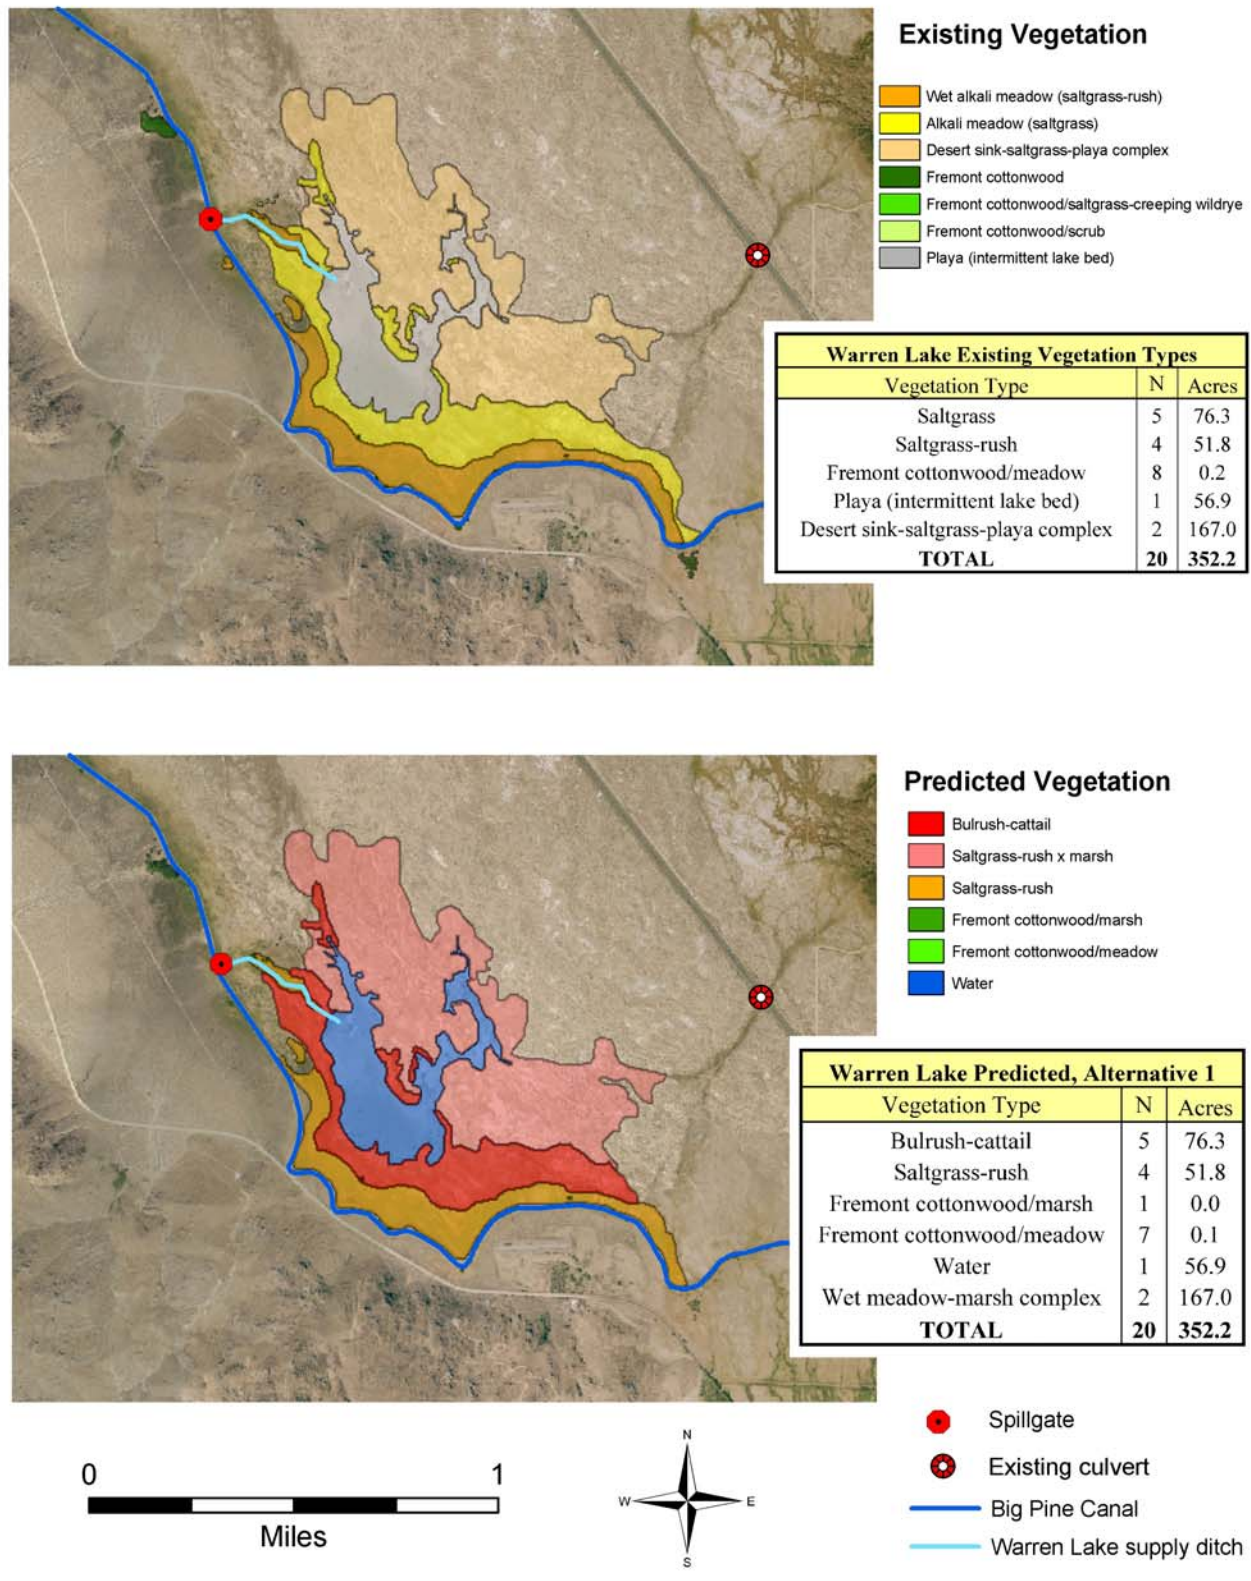 Existing Vegetation
Wet alkali meadow (saltgrass-rush)
Alkali meadow (saltgrass)
Desert sink-saltgrass-playa complex
Fremont cottonwood
Fremont cottonwood/saltgrass-creeping wildrye
Fremont cottonwood/scrub
Playa (intermittent lake bed)
Warren Lake Existing Vegetation Types
Vegetation Type N Acres
Saltgrass 5 76.3
Saltgrass-rush 4 51.8
Fremont cottonwood/meadow 8 0.2
Playa (intermittent lake bed) 1 56.9
Desert sink-saltgrass-playa complex 2 167.0
TOTAL 20 352.2
Predicted Vegetation
Bulrush-cattail
Saltgrass-rush x marsh
Saltgrass-rush
Fremont cottonwood/marsh
Fremont cottonwood/meadow
Water
Warren Lake Predicted, Alternative 1
Vegetation Type N Acres
Bulrush-cattail 5 76.3
Saltgrass-rush 4 51.8
Fremont cottonwood/marsh 1 0.0
Fremont cottonwood/meadow 7 0.1
Water 1 56.9
Wet meadow-marsh complex 2 167.0
TOTAL 20 352.2
0 1
Miles
N
W E
S
Spillgate
Existing culvert
Big Pine Canal
Warren Lake supply ditch